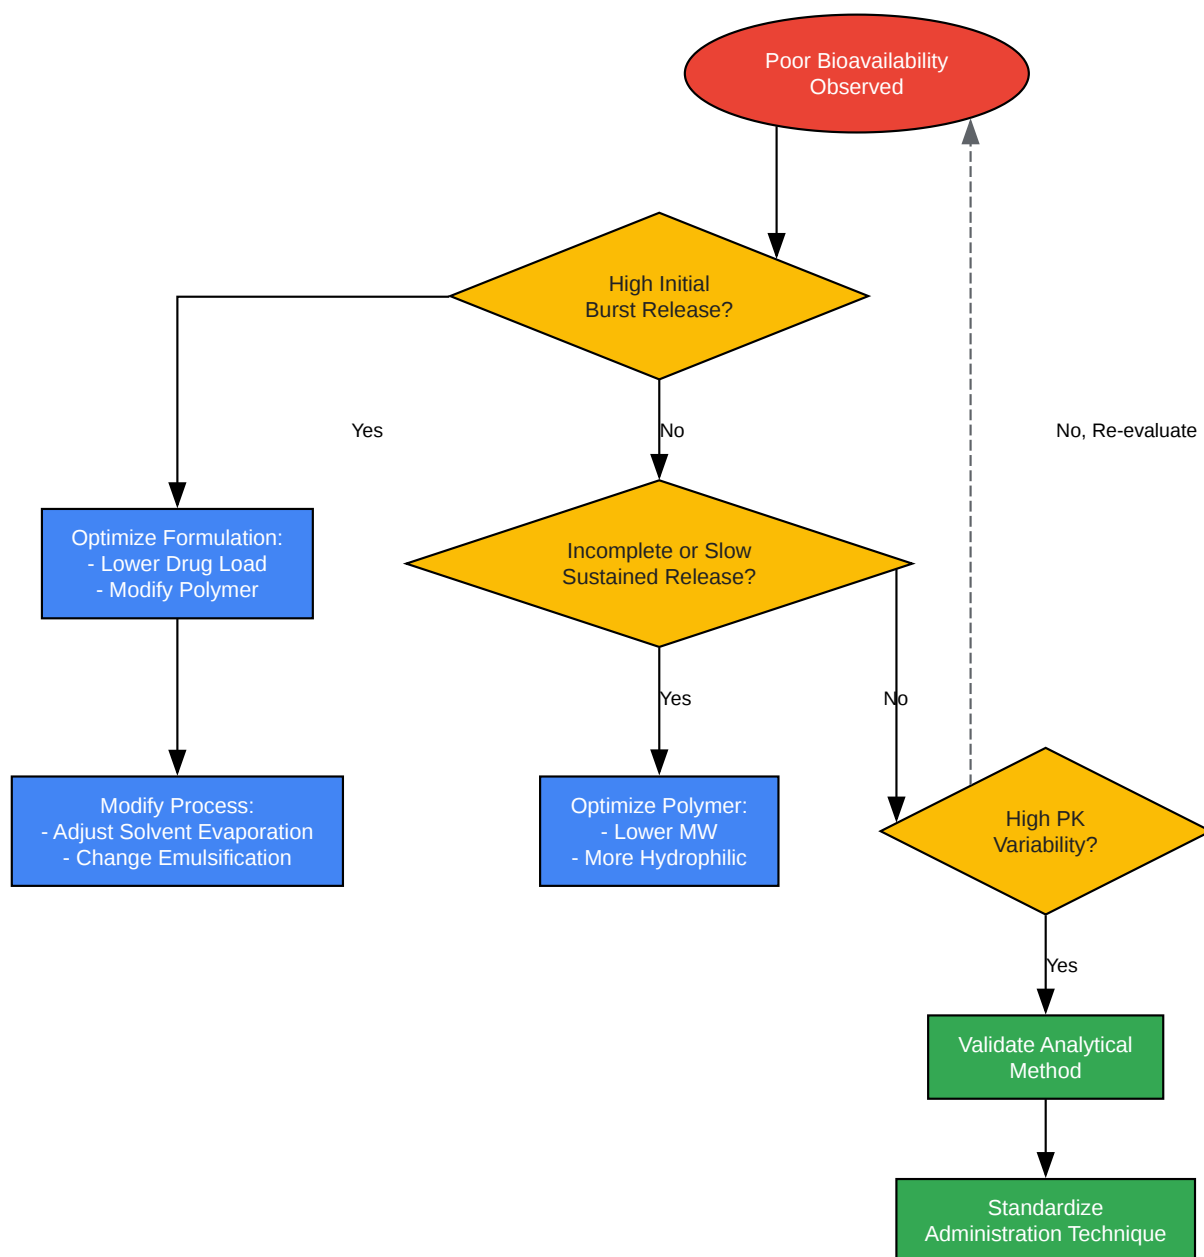 Poor Bioavailability
Observed
High Initial
Burst Release?
Yes
No
No, Re-evaluate
Optimize Formulation:
- Lower Drug Load
- Modify Polymer
Incomplete or Slow
Sustained Release?
Yes
No
Modify Process:
- Adjust Solvent Evaporation
- Change Emulsification
Optimize Polymer:
- Lower MW
- More Hydrophilic
High PK
Variability?
Yes
Validate Analytical
Method
Standardize
Administration Technique